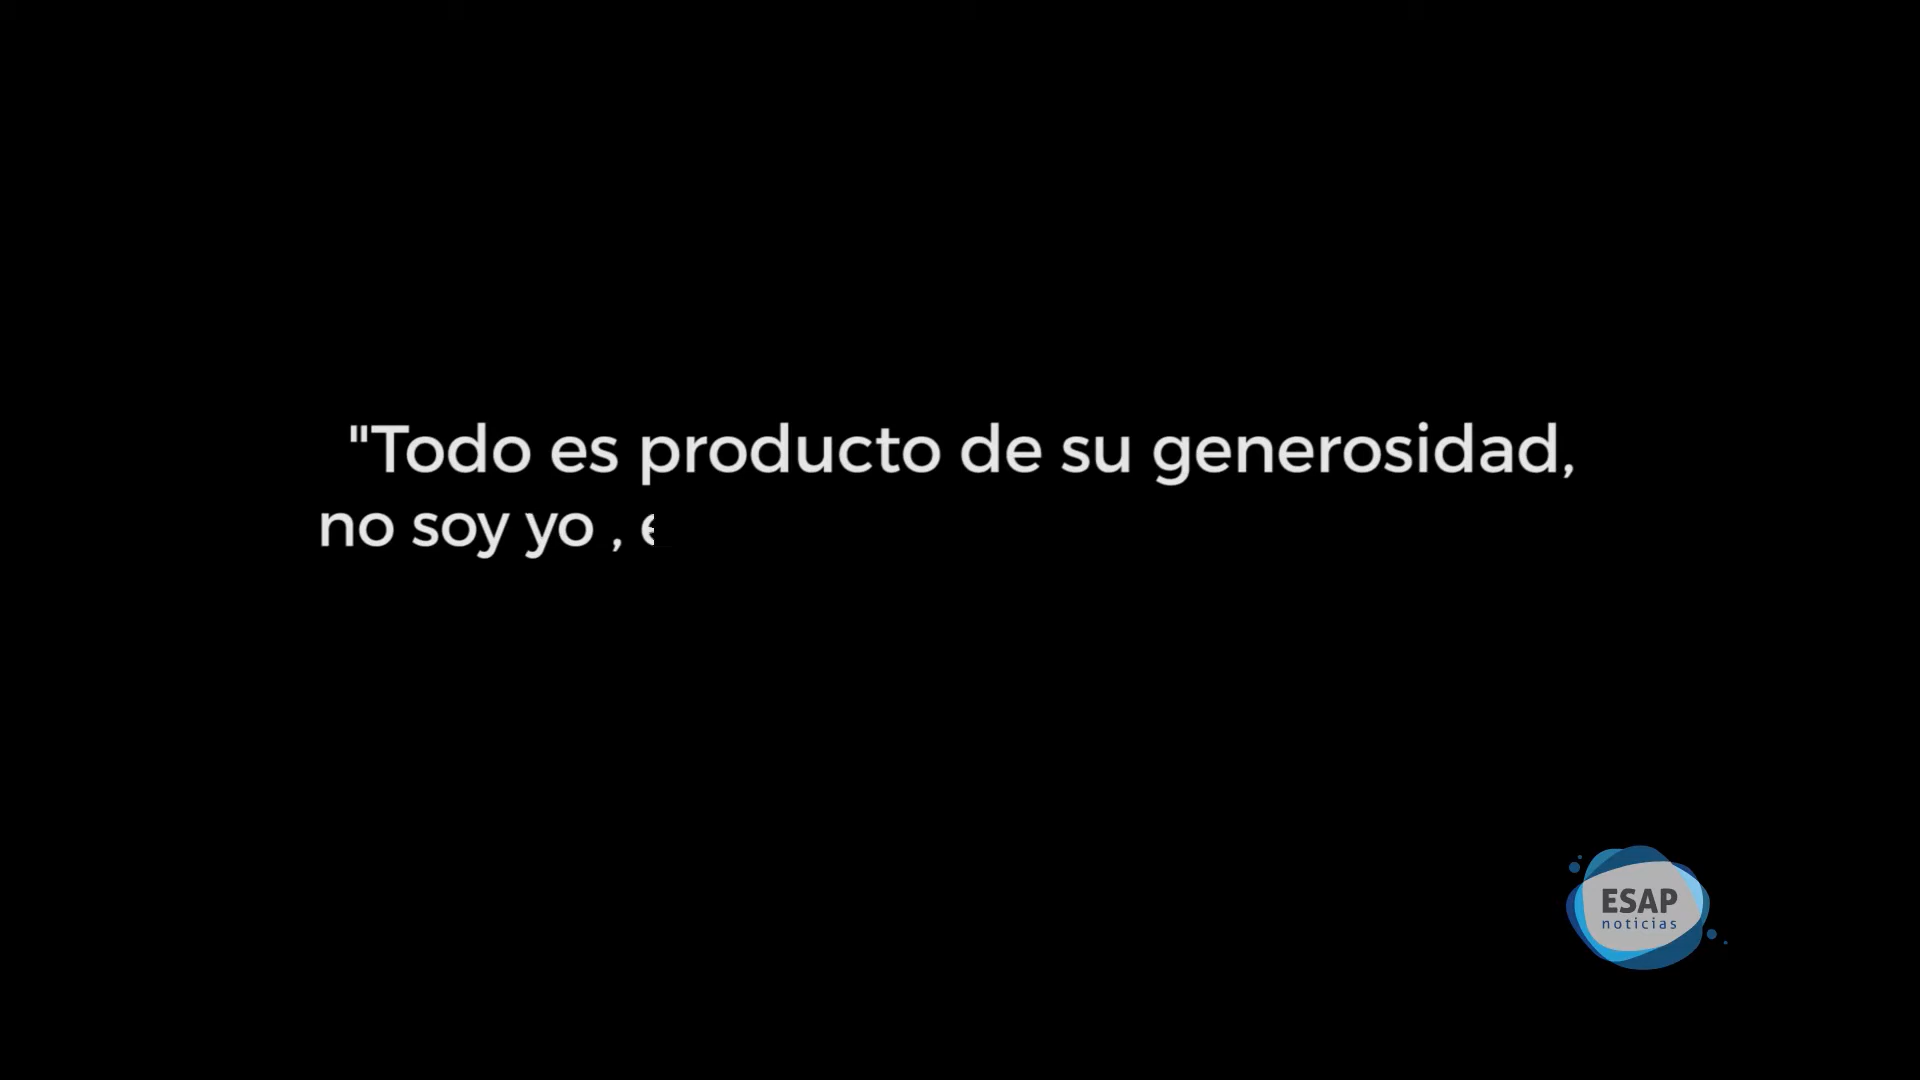 "Todo es producto de su generosidad,
no soy yo , e
ESAP
noticias